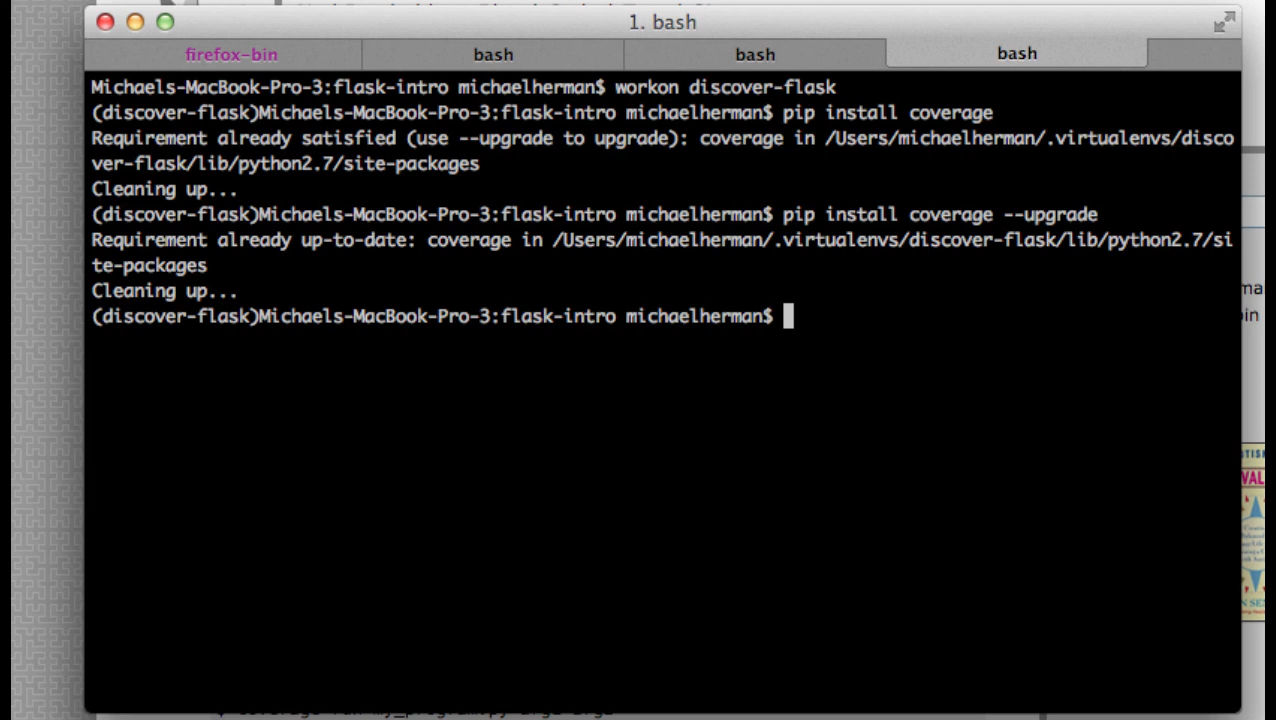 1. bash
firefox-bin
bash
bash
bash
Michaels-MacBook-Pro-3:flask-intro michaelherman$ workon discover-flask
(discover-flask)Michaels-MacBook-Pro-3:flask-intro michaelherman$ pip install coverage
Requirement already satisfied (use --upgrade to upgrade): coverage in /Users/michaelherman/.virtualenvs/disco
ver-flask/lib/python2.7/site-packages
Cleaning up...
(discover-flask)Michaels-MacBook-Pro-3:flask-intro michaelherman$ pip install coverage --upgrade
Requirement already up-to-date: coverage in /Users/michaelherman/.virtualenvs/discover-flask/lib/python2.7/si
te-packages
Cleaning up...
(discover-flask)Michaels-MacBook-Pro-3:flask-intro michaelherman$